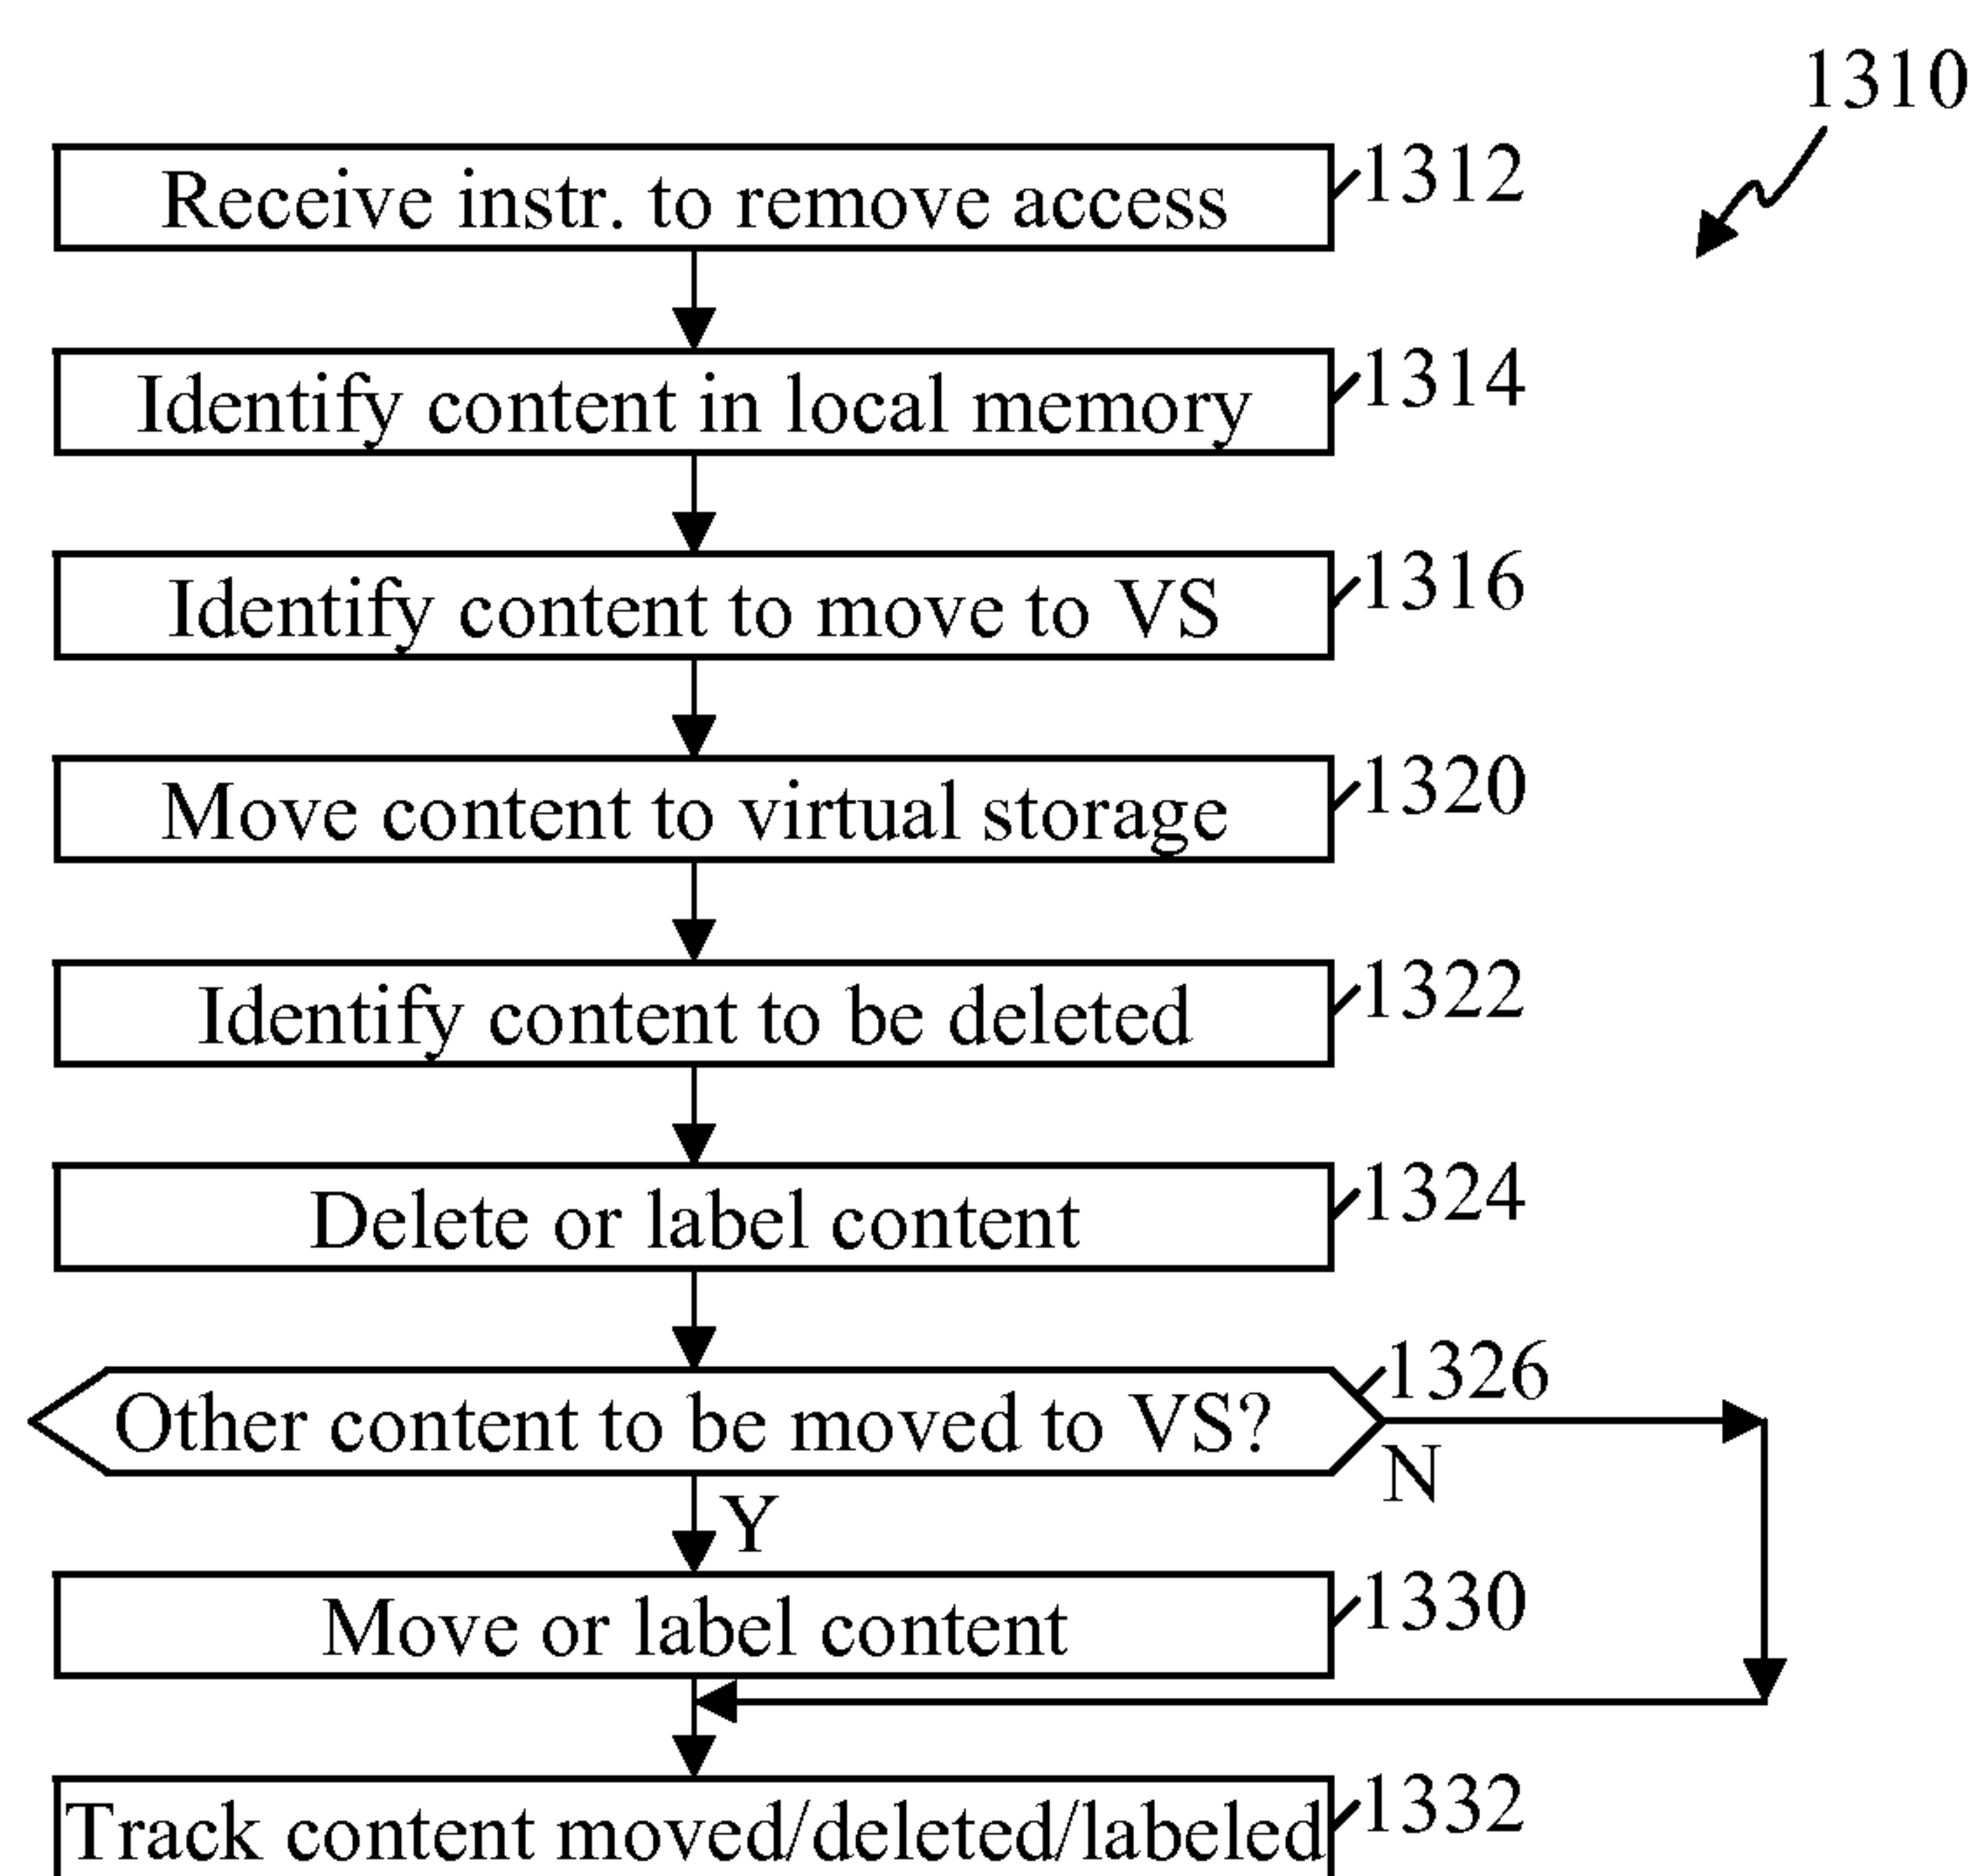 1310
Receive instr. to remove access 1312
Identify content in local memory 1314
Identify content to move to VS 1316
Move content to virtual storage 1320
Identify content to be deleted 1322
Delete or label content 1324
Other content to be moved to VS? 1326
N
Y
Move or label content 1330
Track content moved/deleted/labeled 1332